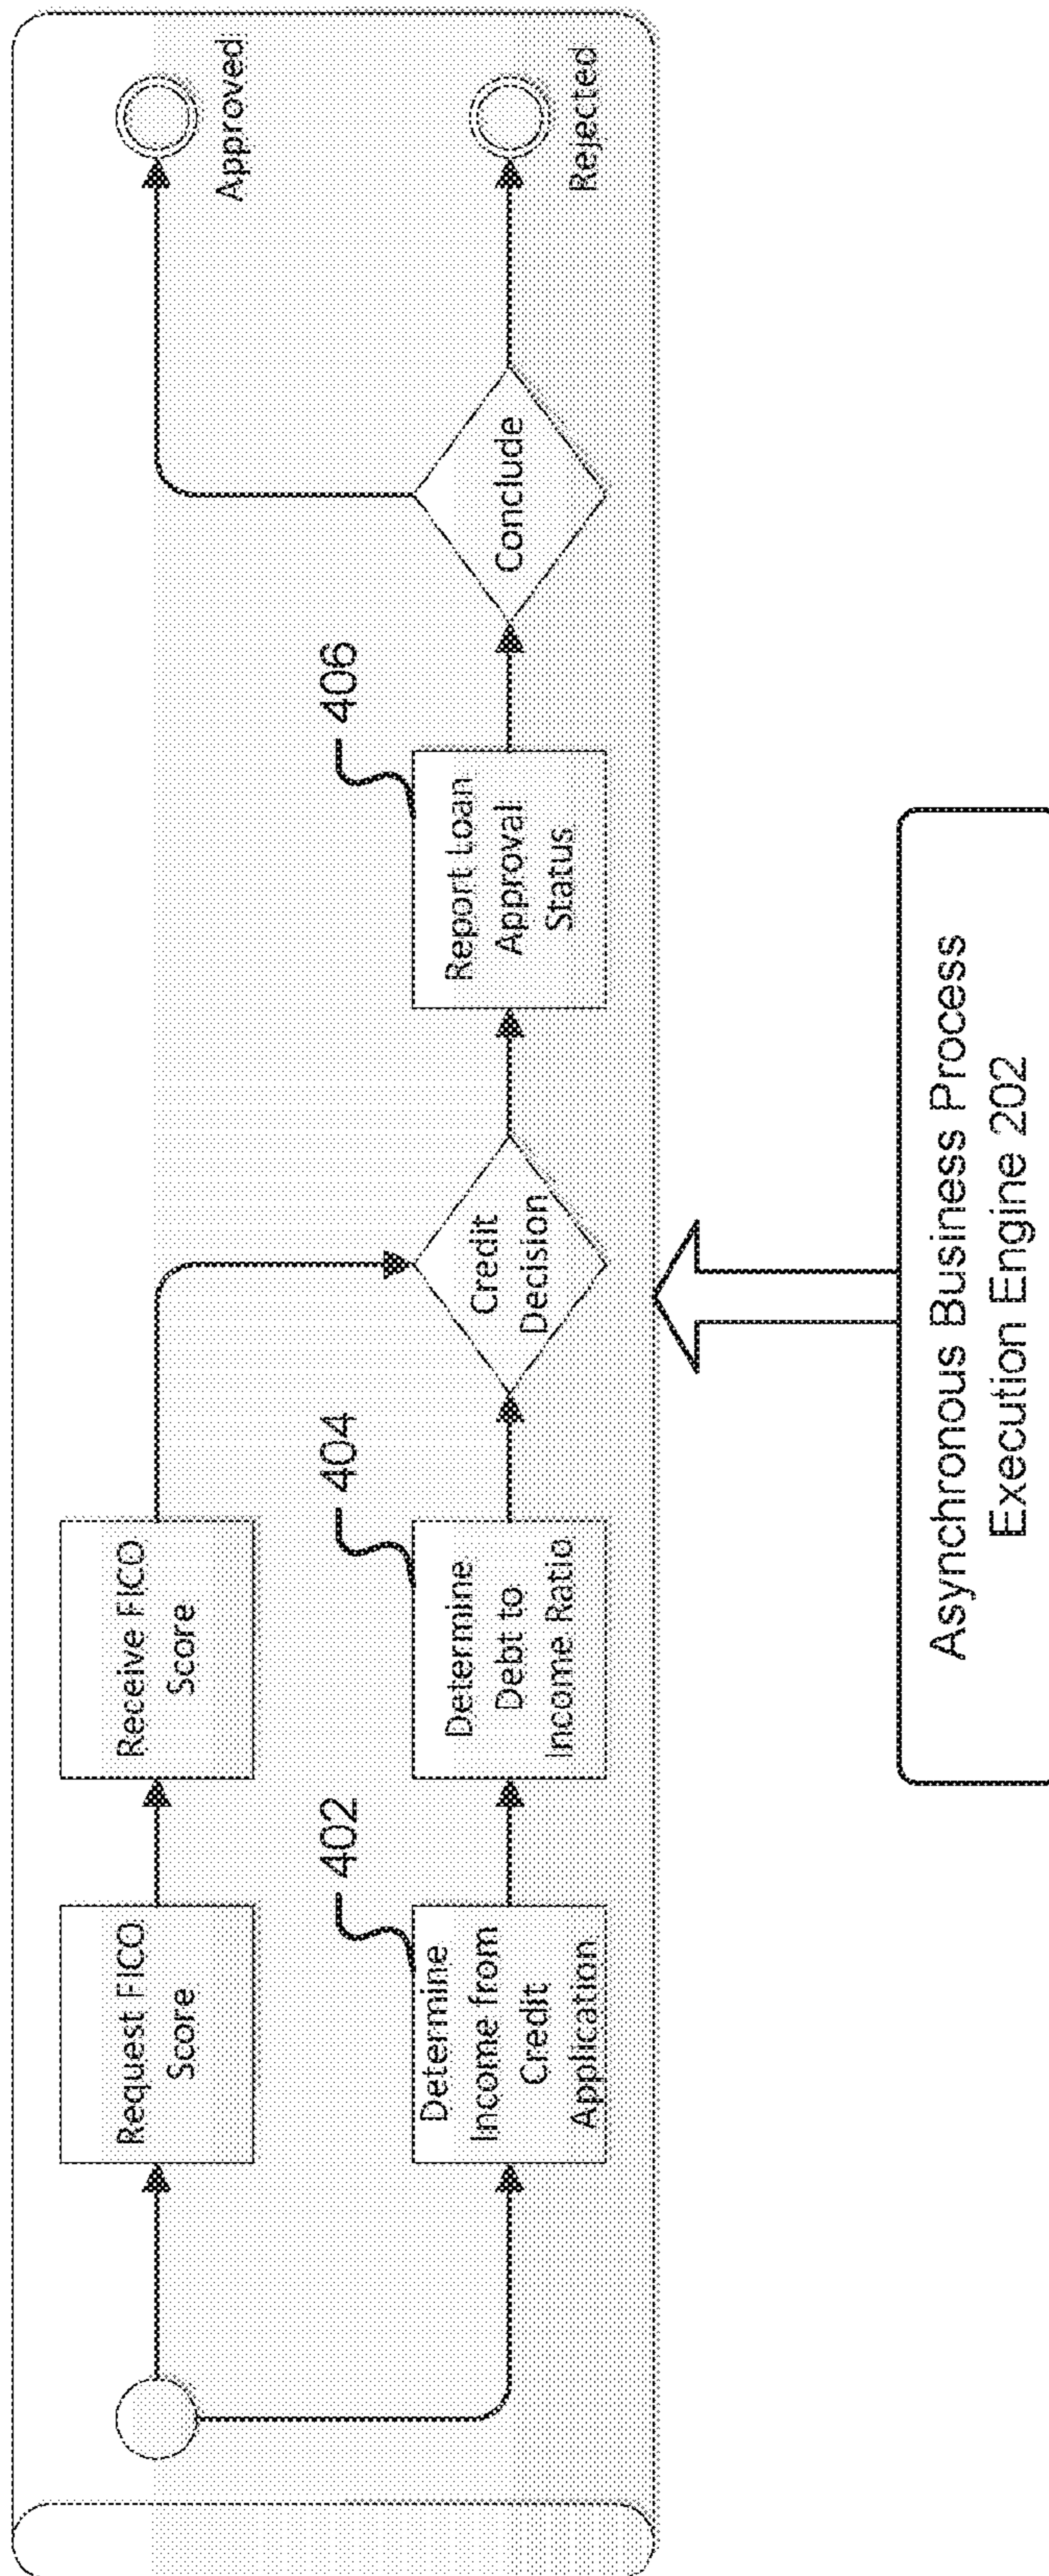 Request FICO
Score
Receive FICO
Score
Approved
402
404
406
Determine
Income from
Credit
Application
Determine
Debt to
Income Ratio
Credit
Decision
Report Loan
Approval
Status
Conclude
Rejected
Asynchronous Business Process
Execution Engine 202